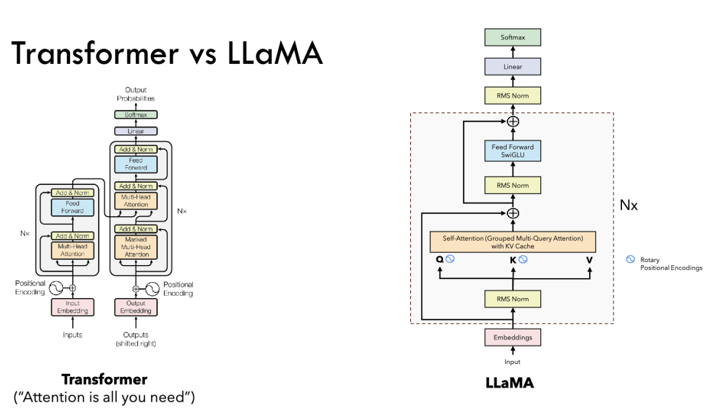 Transformer vs LLaMA
Output
Probabilities
Softmax
Linear
Add & Norm
Feed
Forward
Add & Norm
Multi-Head
Attention
Add & Norm
Masked
Multi-Head
Attention
Nx
Add & Norm
Feed
Forward
Add & Norm
Multi-Head
Attention
Nx
Positional
Encoding
Positional
Encoding
Input
Embedding
Output
Embedding
Inputs
Outputs
(shifted right)
Transformer
("Attention is all you need")
Softmax
Linear
RMS Norm
Feed Forward
SwiGLU
RMS Norm
Nx
Self-Attention (Grouped Multi-Query Attention)
with KV Cache
Q
K
V
Rotary
Positional Encodings
RMS Norm
Embeddings
Input
LLaMA